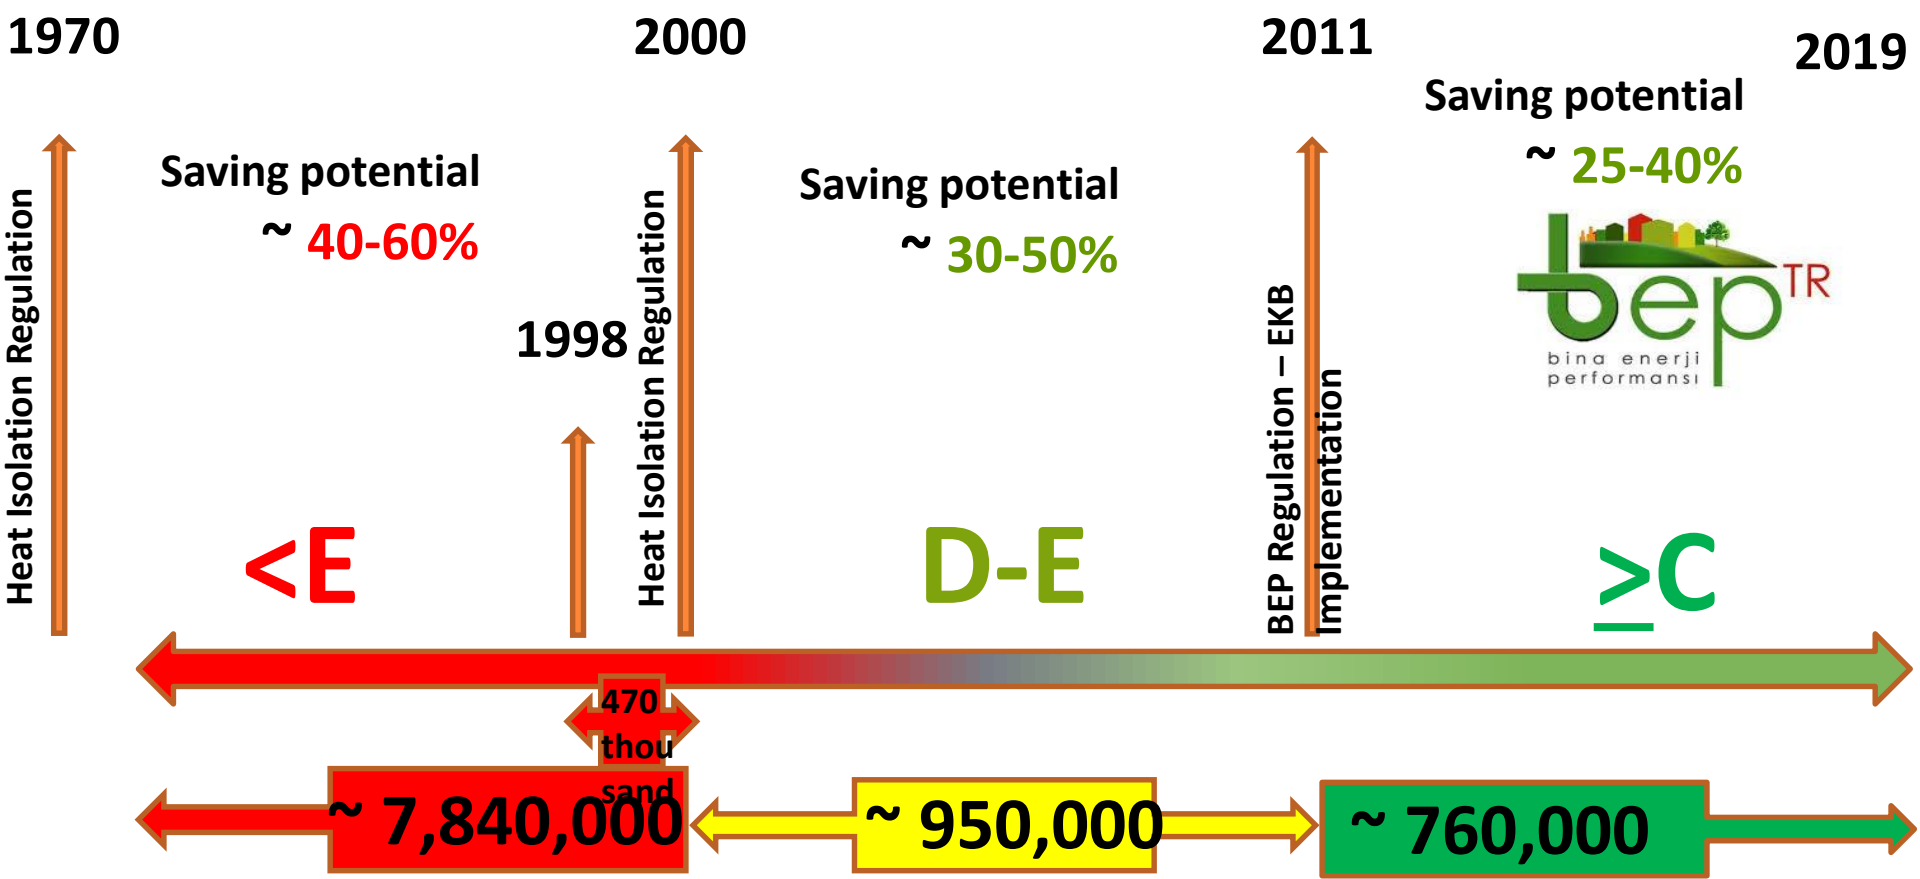 1970
2000
2011
2019
Saving potential
~ 40-60%
Saving potential
~ 30-50%
Saving potential
~ 25-40%
Heat Isolation Regulation
1998
Heat Isolation Regulation
BEP Regulation – EKB
Implementation
bep TR
bina enerji
performansı
<E
D-E
≥C
470
thou
sand
~ 7,840,000
~ 950,000
~ 760,000